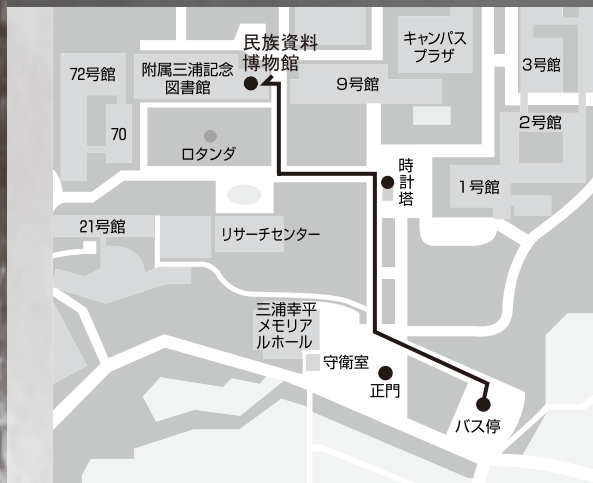 民族資料
博物館
キャンパス
プラザ
3号館
72号館
附属三浦記念
図書館
9号館
2号館
70
ロタンダ
時
計
塔
1号館
21号館
リサーチセンター
三浦幸平
メモリア
ルホール
守衛室
正門
バス停